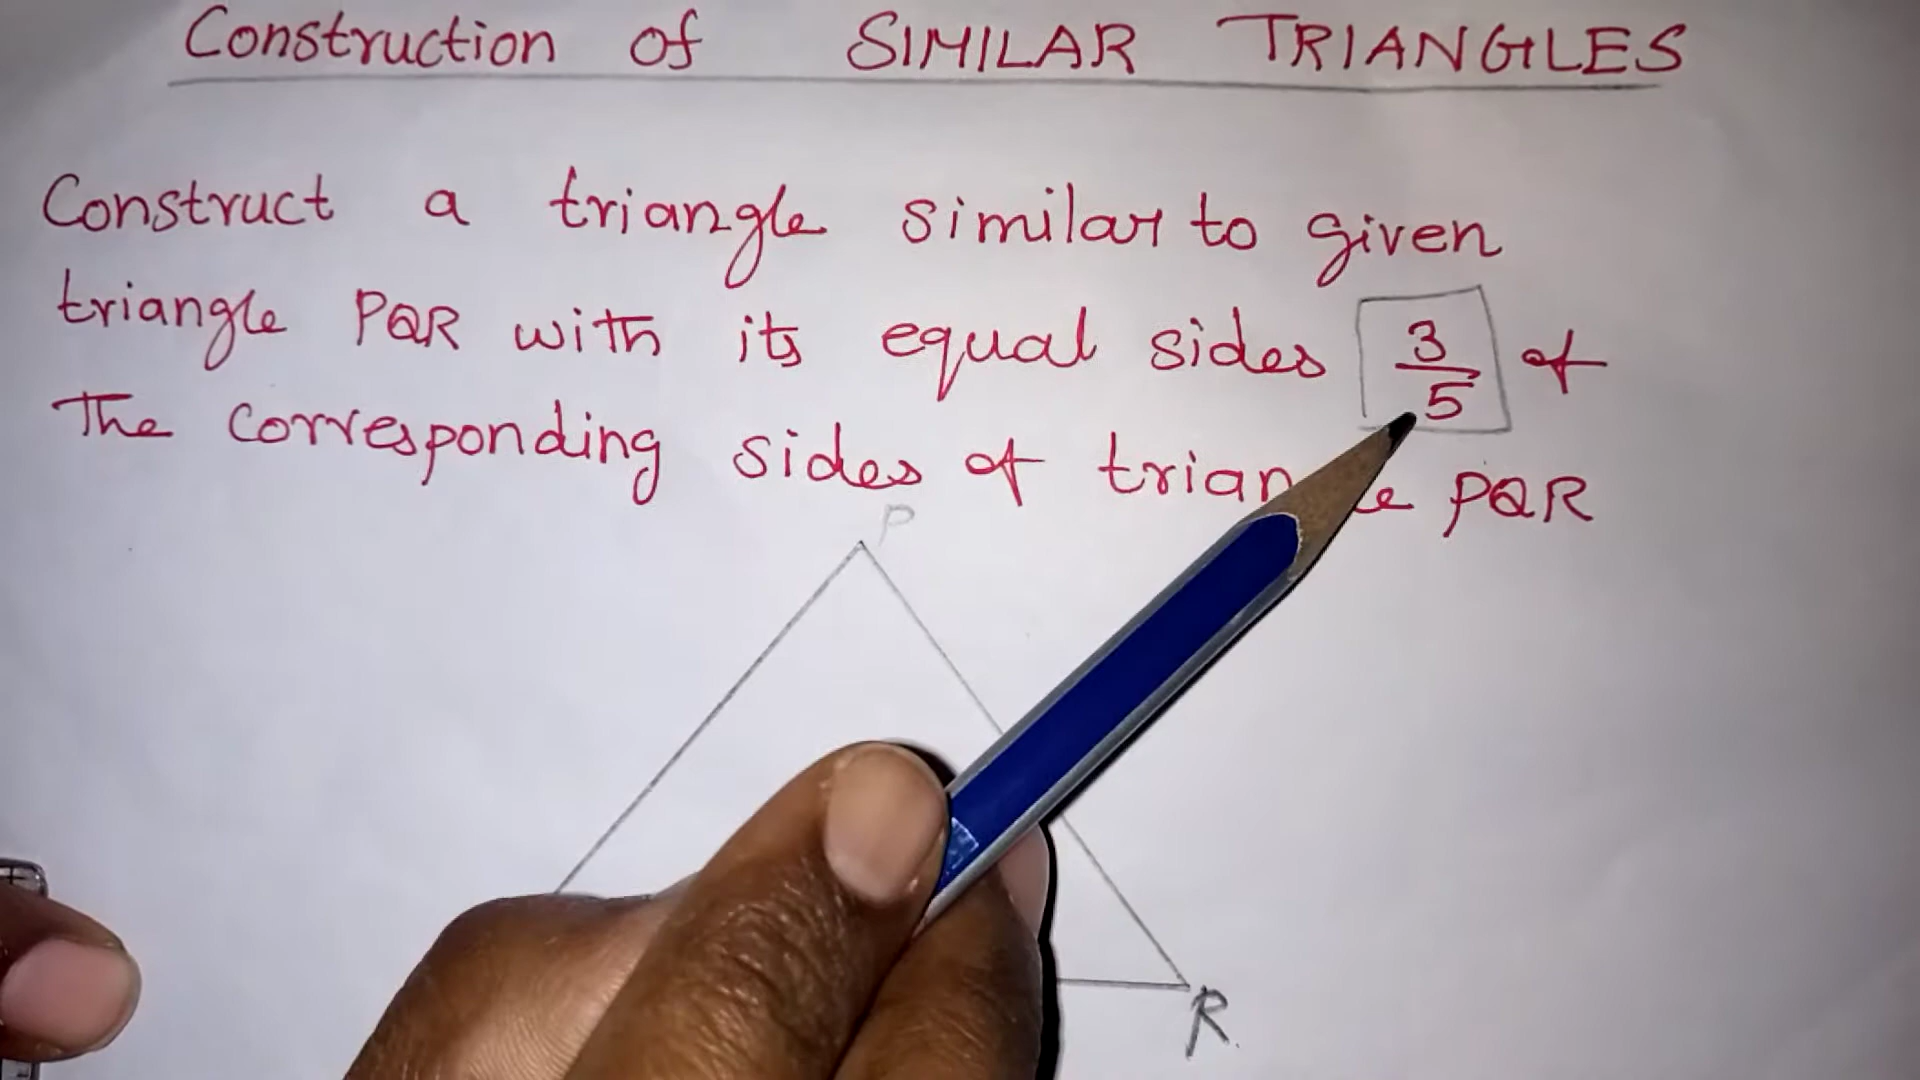 Construction of SIMILAR TRIANGLES
Construct a triangle similar to given
triangle PQR with its equal sides 3/5 of
The corresponding sides of PQR
P
R